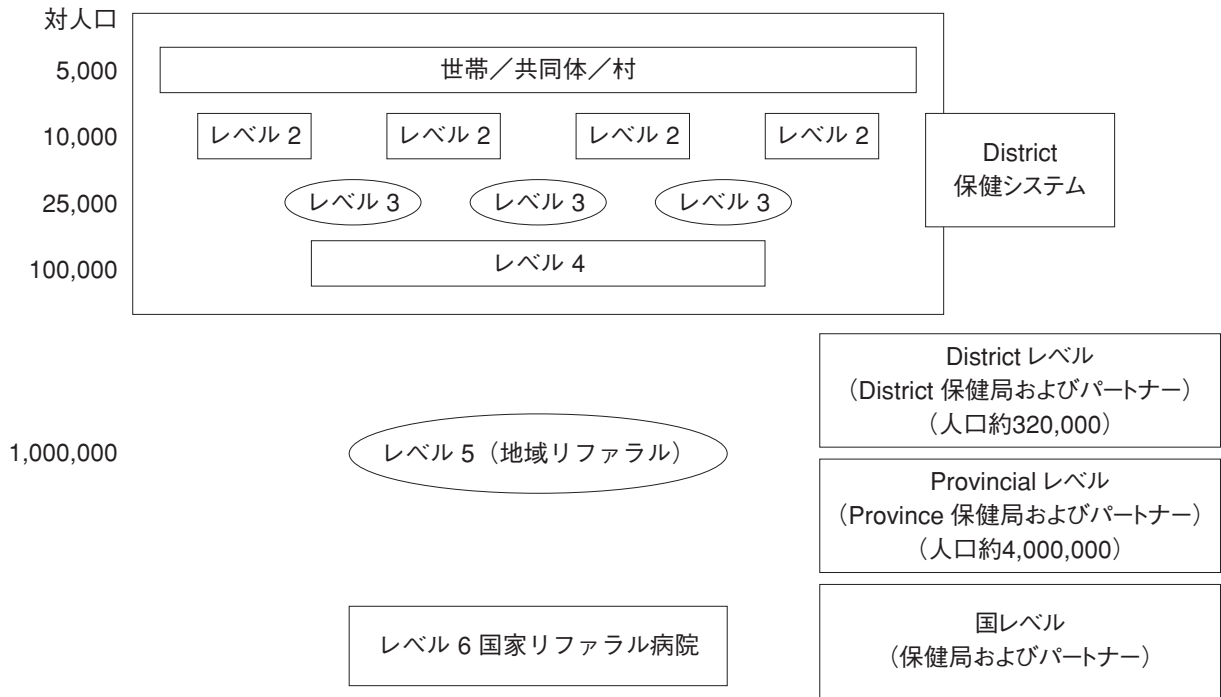 対人口
5,000
世帯／共同体／村
10,000
レベル 2
レベル 2
レベル 2
レベル 2
District
保健システム
25,000
レベル 3
レベル 3
レベル 3
100,000
レベル 4
District レベル
（District 保健局およびパートナー）
（人口約320,000）
1,000,000
レベル 5（地域リファラル）
Provincial レベル
（Province 保健局およびパートナー）
（人口約4,000,000）
レベル 6 国家リファラル病院
国レベル
（保健局およびパートナー）